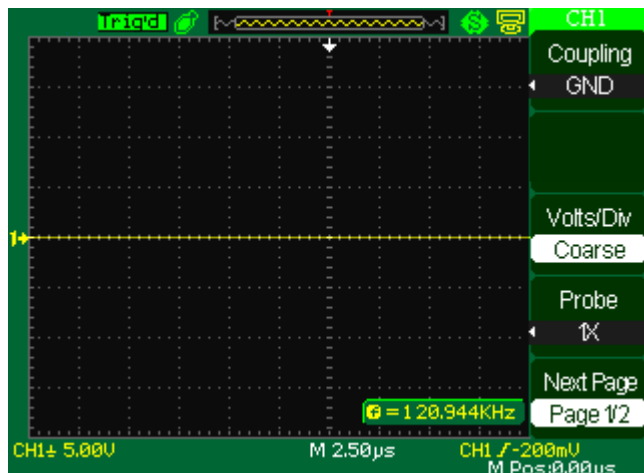 Trig'd CH1
Coupling
GND
Volts/Div
Coarse
Probe
1X
Next Page
Page 1/2
1
f=120.944KHz
CH1 5.00V M 2.50µs CH1 -200mV
M Pos:0.00µs